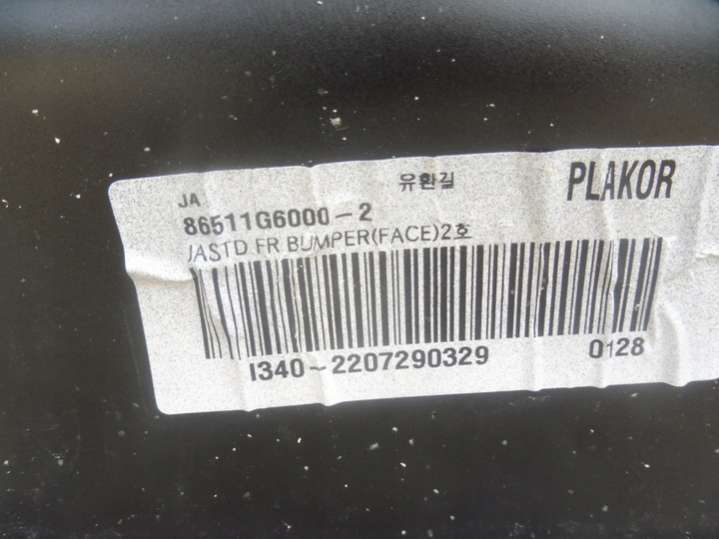 JA 유환길 PLAKOR
86511G6000-2
JASTD FR BUMPER(FACE)2호
I340-2207290329 0128